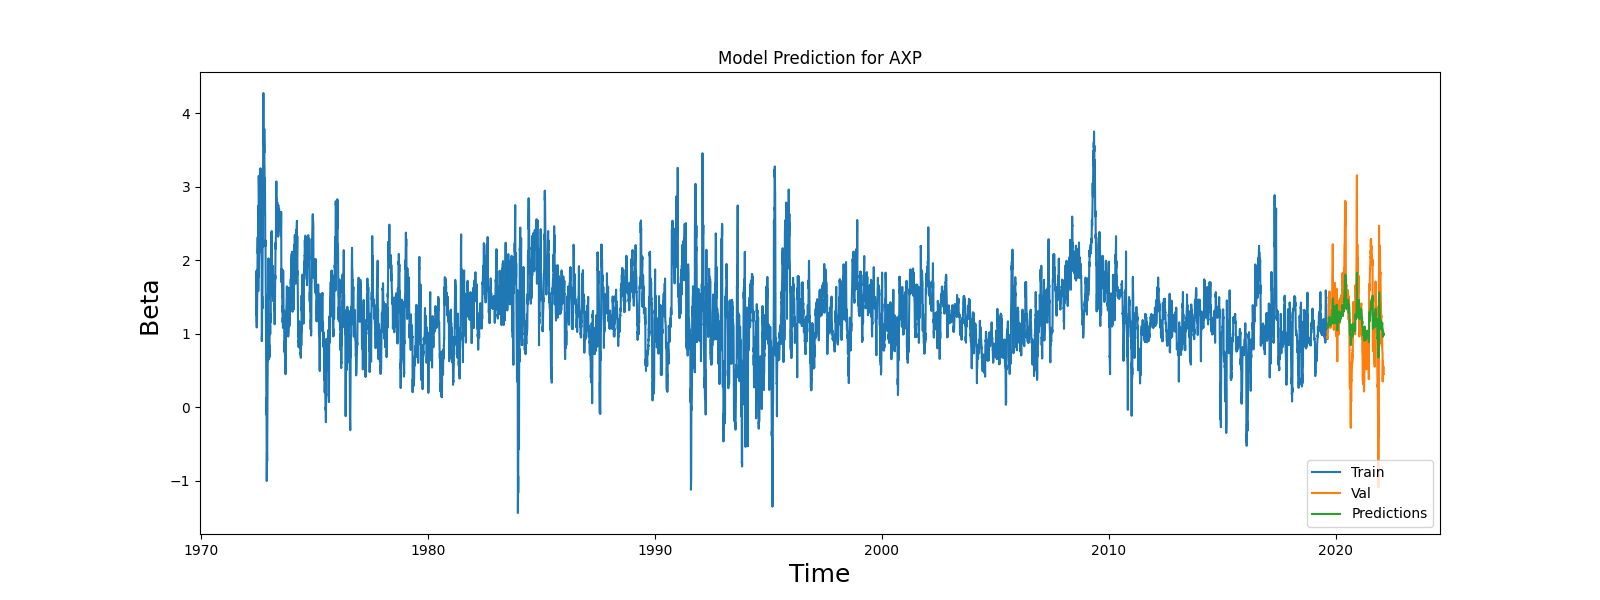 Model Prediction for AXP
Beta
4
3
2
1
0
−1
1970
1980
1990
2000
2010
2020
Time
Train
Val
Predictions